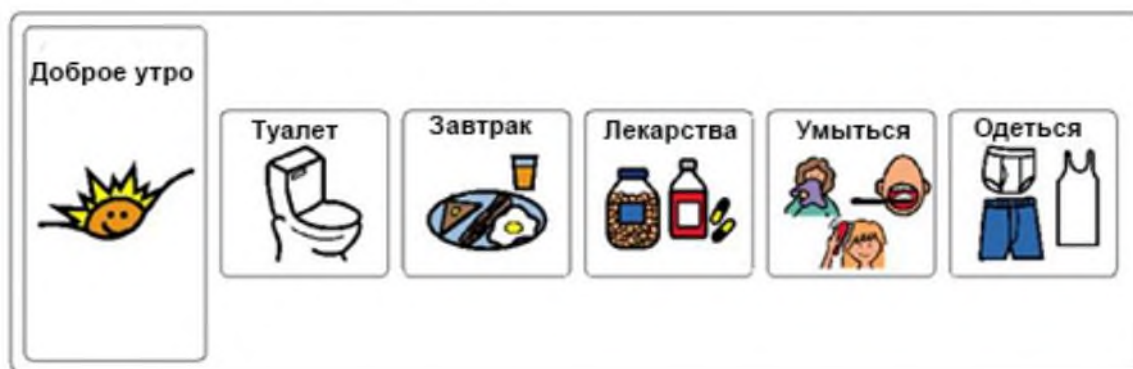 Доброе утро
Туалет
Завтрак
Лекарства
Умыться
Одеться